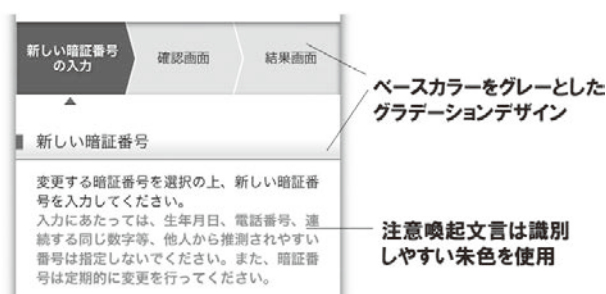 新しい暗証番号
の入力
確認画面
結果画面
ベースカラーをグレーとした
グラデーションデザイン
新しい暗証番号
変更する暗証番号を選択の上、新しい暗証番
号を入力してください。
入力にあたっては、生年月日、電話番号、連
続する同じ数字等、他人から推測されやすい
番号は指定しないでください。また、暗証番
号は定期的に変更を行ってください。
注意喚起文言は識別
しやすい朱色を使用